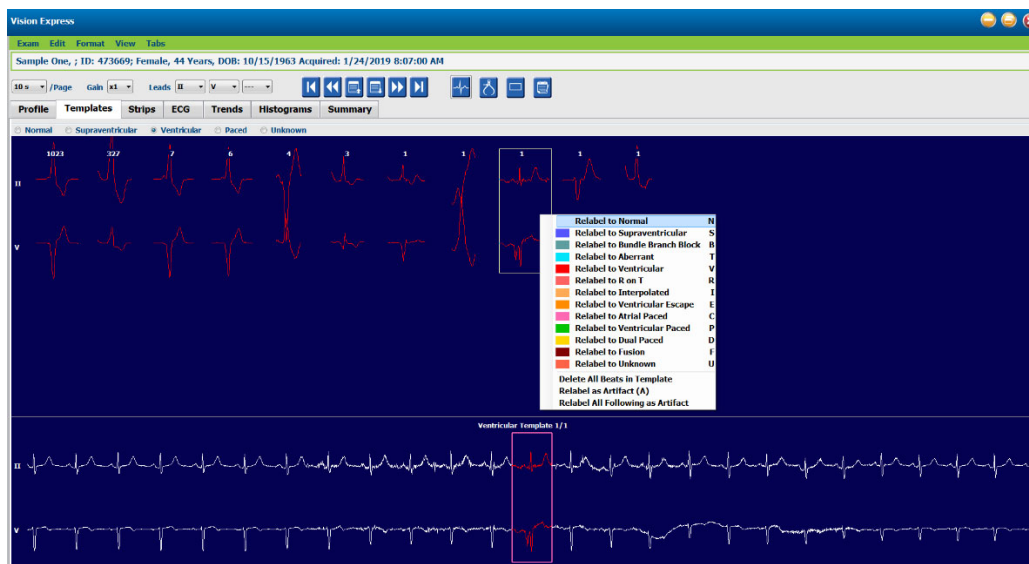 Vision Express
Exam Edit Format View Tabs
Sample One, ; ID: 473669; Female, 44 Years, DOB: 10/15/1963 Acquired: 1/24/2019 8:07:00 AM
10 s /Page Gain x1 Leads II V ---
Profile Templates Strips ECG Trends Histograms Summary
Normal Supraventricular Ventricular Paced Unknown
1023 327 7 6 4 3 1 1 1 1 1
II
V
Relabel to Normal N
Relabel to Supraventricular S
Relabel to Bundle Branch Block B
Relabel to Aberrant T
Relabel to Ventricular V
Relabel to R on T R
Relabel to Interpolated I
Relabel to Ventricular Escape E
Relabel to Atrial Paced C
Relabel to Ventricular Paced P
Relabel to Dual Paced D
Relabel to Fusion F
Relabel to Unknown U
Delete All Beats in Template
Relabel as Artifact (A)
Relabel All Following as Artifact
Ventricular Template 1/1
II
V